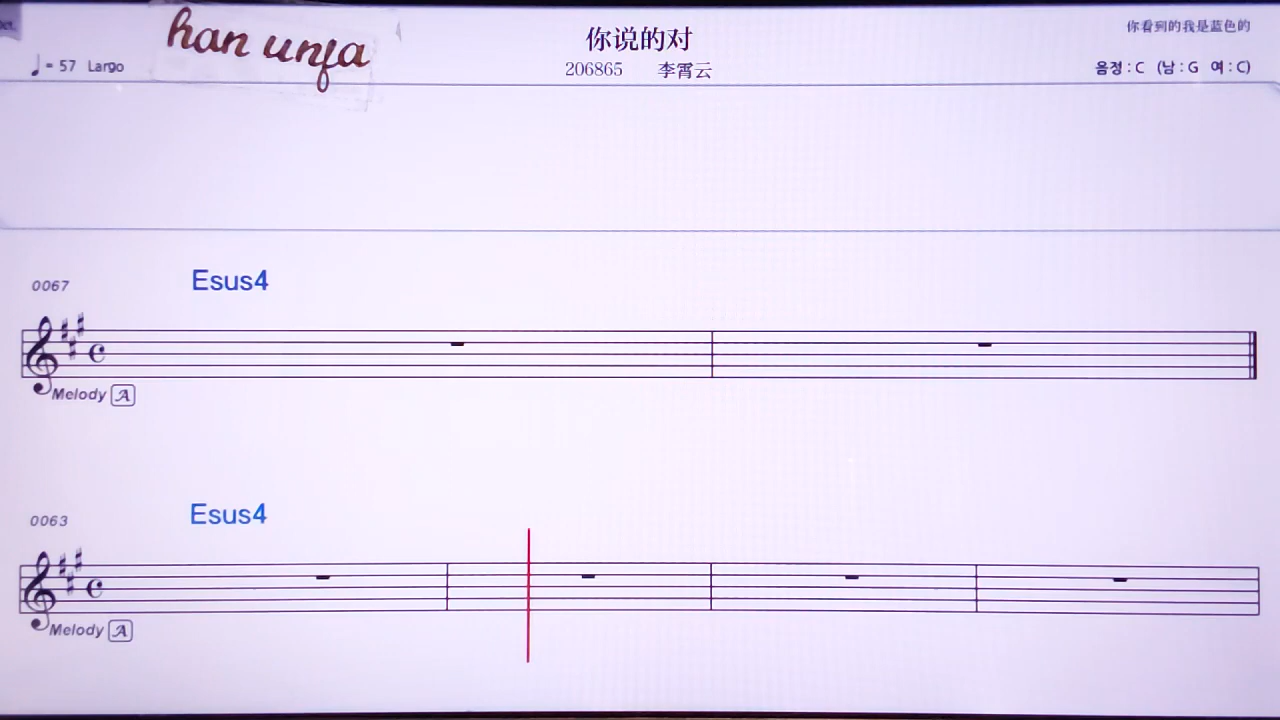 han unja
你说的对
你看到的我是蓝色的
♩= 57 Largo
206865 李霄云
음정 : C (남 : G 여 : C)
0067
Esus4
Melody A
0063
Esus4
Melody A